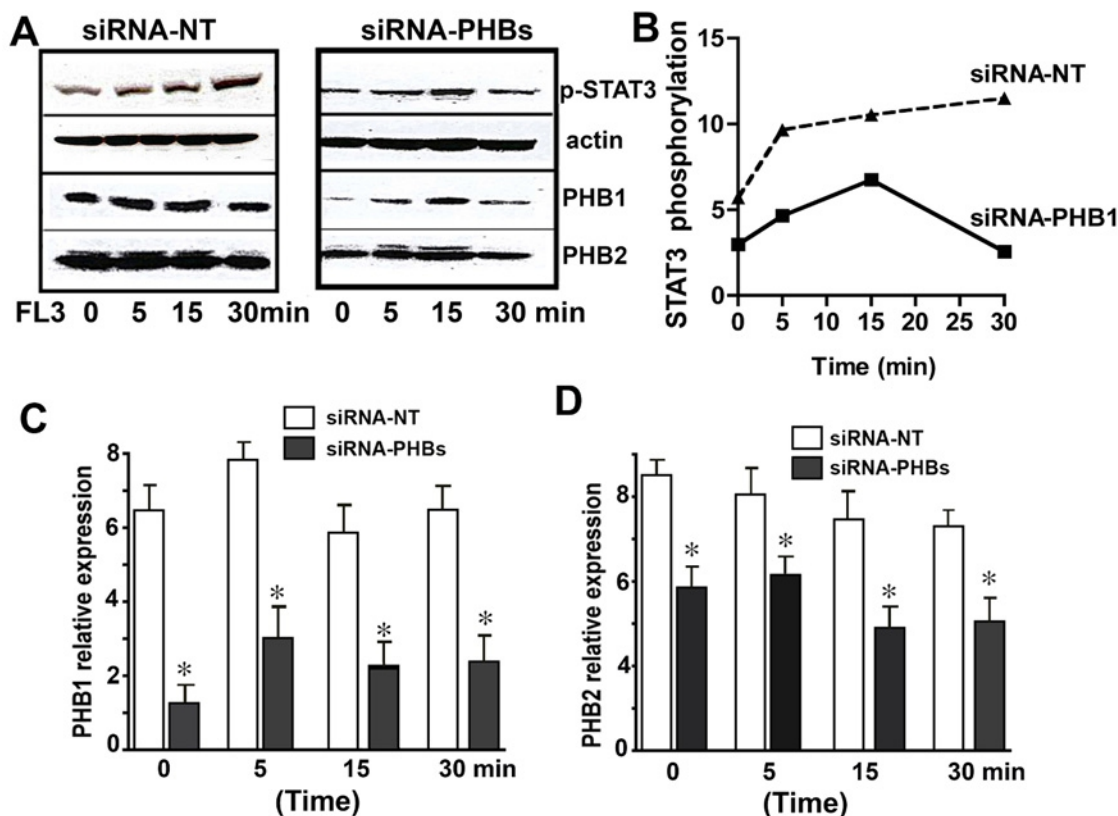 A
siRNA-NT
siRNA-PHBs
p-STAT3
actin
PHB1
PHB2
FL3 0 5 15 30min
0 5 15 30 min
B
STAT3 phosphorylation
15
10
5
0
siRNA-NT
siRNA-PHB1
0 5 10 15 20 25 30
Time (min)
C
siRNA-NT
siRNA-PHBs
PHB1 relative expression
8
6
4
2
0
* * * *
0 5 15 30 min
(Time)
D
siRNA-NT
siRNA-PHBs
PHB2 relative expression
8
6
4
0
* * * *
0 5 15 30 min
(Time)